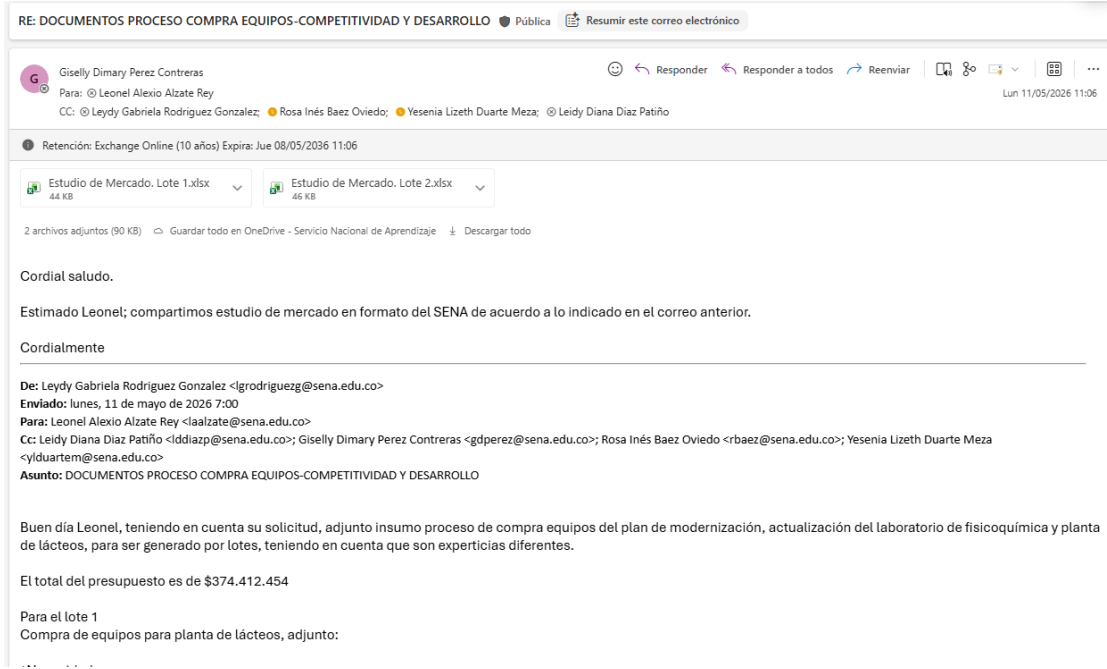 RE: DOCUMENTOS PROCESO COMPRA EQUIPOS-COMPETITIVIDAD Y DESARROLLO Pública Resumir este correo electrónico
G
Giselly Dimary Perez Contreras
Responder Responder a todos Reenviar
Para: Leonel Alexio Alzate Rey
Lun 11/05/2026 11:06
CC: Leydy Gabriela Rodriguez Gonzalez; Rosa Inés Baez Oviedo; Yesenia Lizeth Duarte Meza; Leidy Diana Diaz Patiño
Retención: Exchange Online (10 años) Expira: Jue 08/05/2036 11:06
Estudio de Mercado. Lote 1.xlsx
44 KB
Estudio de Mercado. Lote 2.xlsx
46 KB
2 archivos adjuntos (90 KB) Guardar todo en OneDrive - Servicio Nacional de Aprendizaje Descargar todo
Cordial saludo.
Estimado Leonel; compartimos estudio de mercado en formato del SENA de acuerdo a lo indicado en el correo anterior.
Cordialmente
De: Leydy Gabriela Rodriguez Gonzalez <lgrodriguezg@sena.edu.co>
Enviado: lunes, 11 de mayo de 2026 7:00
Para: Leonel Alexio Alzate Rey <laalzate@sena.edu.co>
Cc: Leidy Diana Diaz Patiño <lddiazp@sena.edu.co>; Giselly Dimary Perez Contreras <gdperez@sena.edu.co>; Rosa Inés Baez Oviedo <rbaez@sena.edu.co>; Yesenia Lizeth Duarte Meza
<ylduartem@sena.edu.co>
Asunto: DOCUMENTOS PROCESO COMPRA EQUIPOS-COMPETITIVIDAD Y DESARROLLO
Buen día Leonel, teniendo en cuenta su solicitud, adjunto insumo proceso de compra equipos del plan de modernización, actualización del laboratorio de fisicoquímica y planta
de lácteos, para ser generado por lotes, teniendo en cuenta que son experticias diferentes.
El total del presupuesto es de $374.412.454
Para el lote 1
Compra de equipos para planta de lácteos, adjunto: